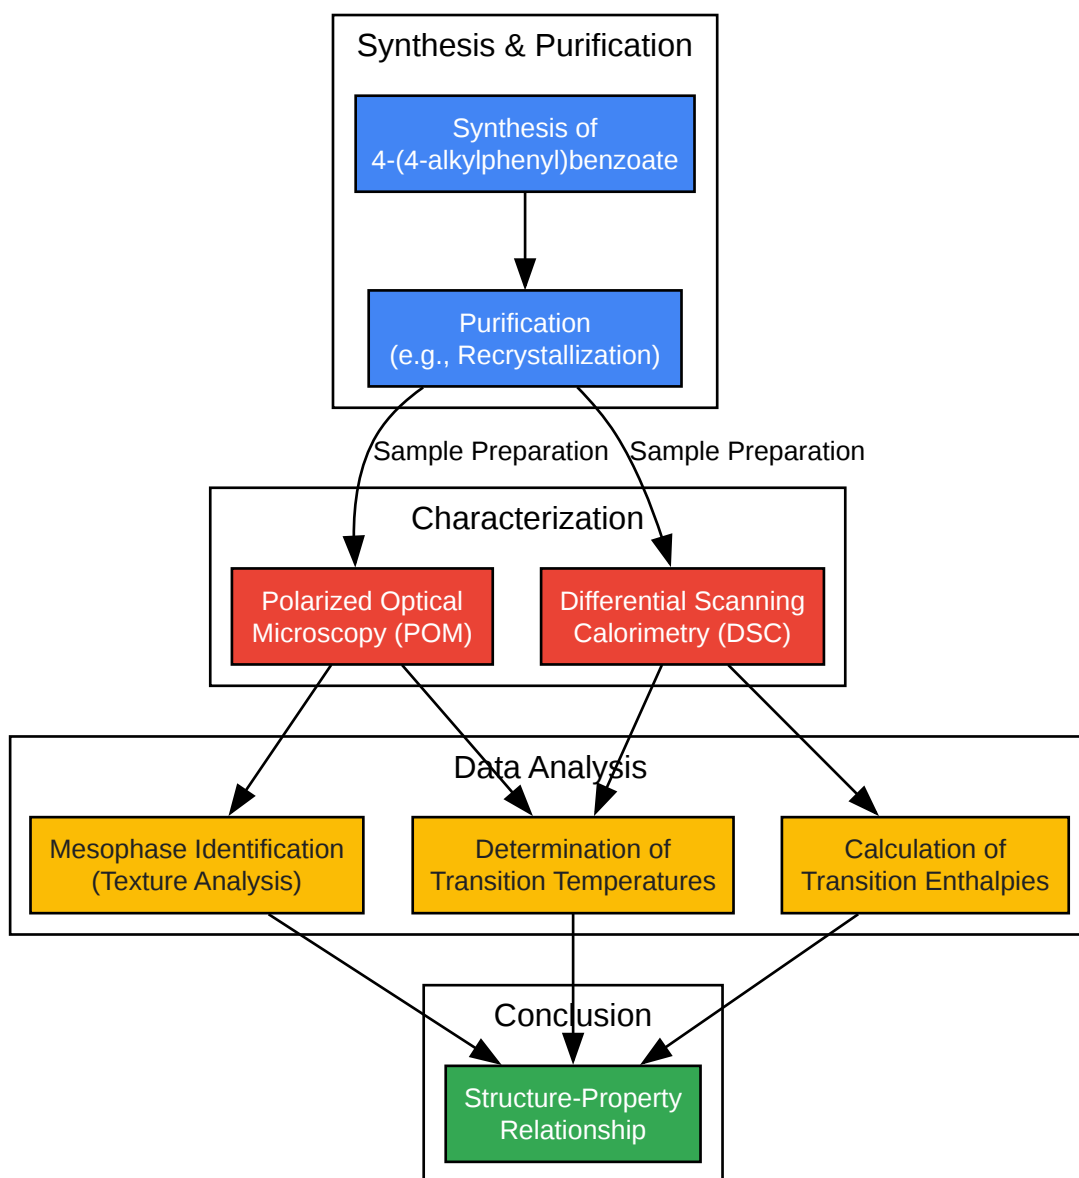 Synthesis & Purification
Synthesis of
4-(4-alkylphenyl)benzoate
Purification
(e.g., Recrystallization)
Sample Preparation
Sample Preparation
Characterization
Polarized Optical
Microscopy (POM)
Differential Scanning
Calorimetry (DSC)
Data Analysis
Mesophase Identification
(Texture Analysis)
Determination of
Transition Temperatures
Calculation of
Transition Enthalpies
Conclusion
Structure-Property
Relationship